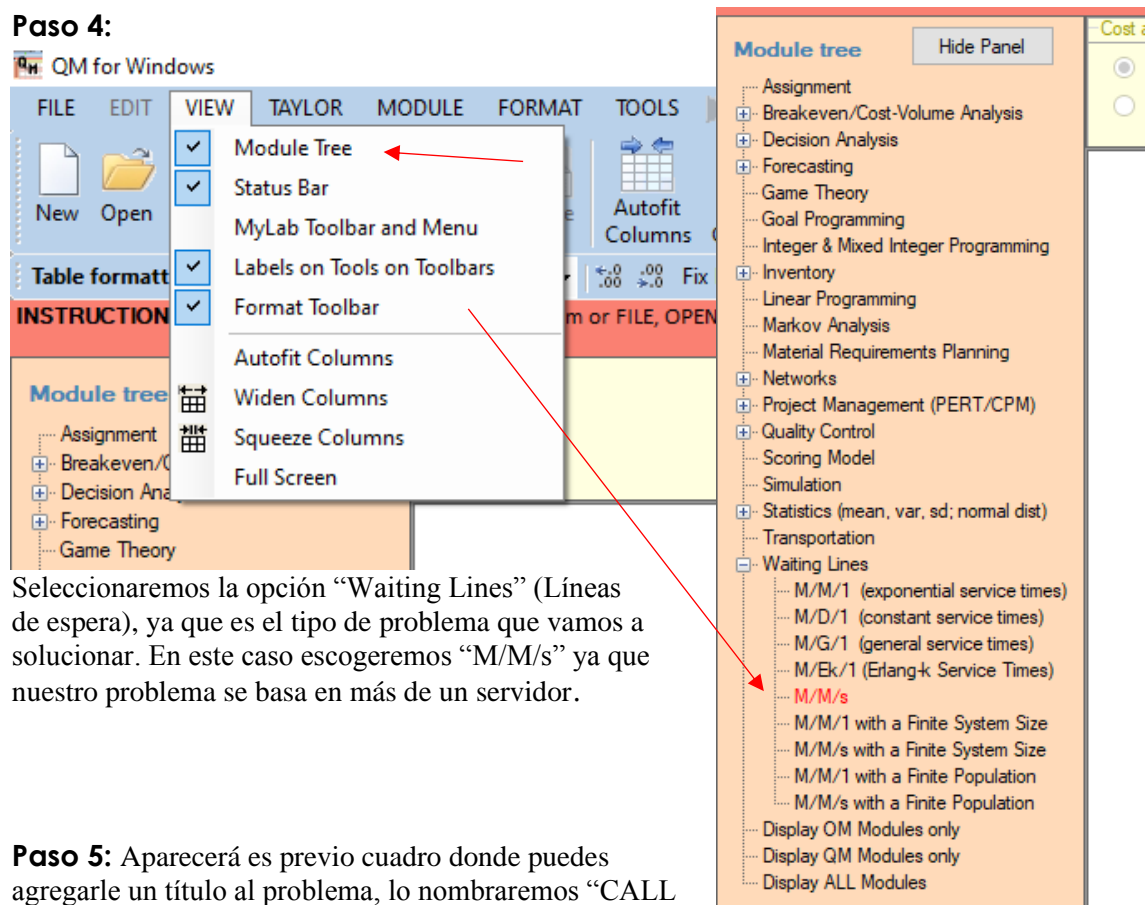 Paso 4:
QM for Windows
FILE EDIT VIEW TAYLOR MODULE FORMAT TOOLS
New Open
Autofit
Columns
Module Tree
Status Bar
MyLab Toolbar and Menu
Labels on Tools on Toolbars
Format Toolbar
Autofit Columns
Widen Columns
Squeeze Columns
Full Screen
Table formatt
Fix
INSTRUCTION m or FILE, OPEN
Module tree
Assignment
Breakeven/C
Decision Ana
Forecasting
Game Theory
Seleccionaremos la opción “Waiting Lines” (Líneas
de espera), ya que es el tipo de problema que vamos a
solucionar. En este caso escogeremos “M/M/s” ya que
nuestro problema se basa en más de un servidor.
Paso 5: Aparecerá es previo cuadro donde puedes
agregarle un título al problema, lo nombraremos “CALL
Module tree Hide Panel
Cost a
Assignment
Breakeven/Cost-Volume Analysis
Decision Analysis
Forecasting
Game Theory
Goal Programming
Integer & Mixed Integer Programming
Inventory
Linear Programming
Markov Analysis
Material Requirements Planning
Networks
Project Management (PERT/CPM)
Quality Control
Scoring Model
Simulation
Statistics (mean, var, sd; normal dist)
Transportation
Waiting Lines
M/M/1 (exponential service times)
M/D/1 (constant service times)
M/G/1 (general service times)
M/Ek/1 (Erlang-k Service Times)
M/M/s
M/M/1 with a Finite System Size
M/M/s with a Finite System Size
M/M/1 with a Finite Population
M/M/s with a Finite Population
Display OM Modules only
Display QM Modules only
Display ALL Modules